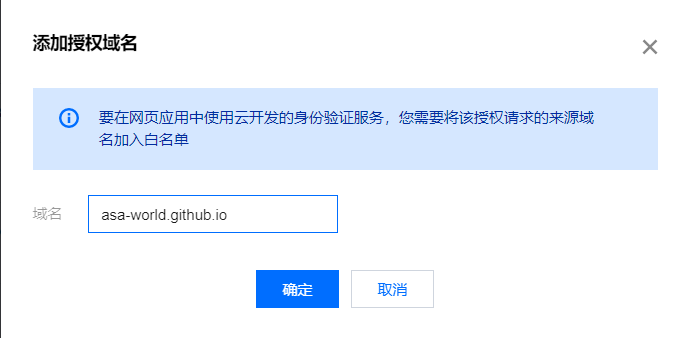 添加授权域名
要在网页应用中使用云开发的身份验证服务，您需要将该授权请求的来源域
名加入白名单
域名
asa-world.github.io
确定
取消